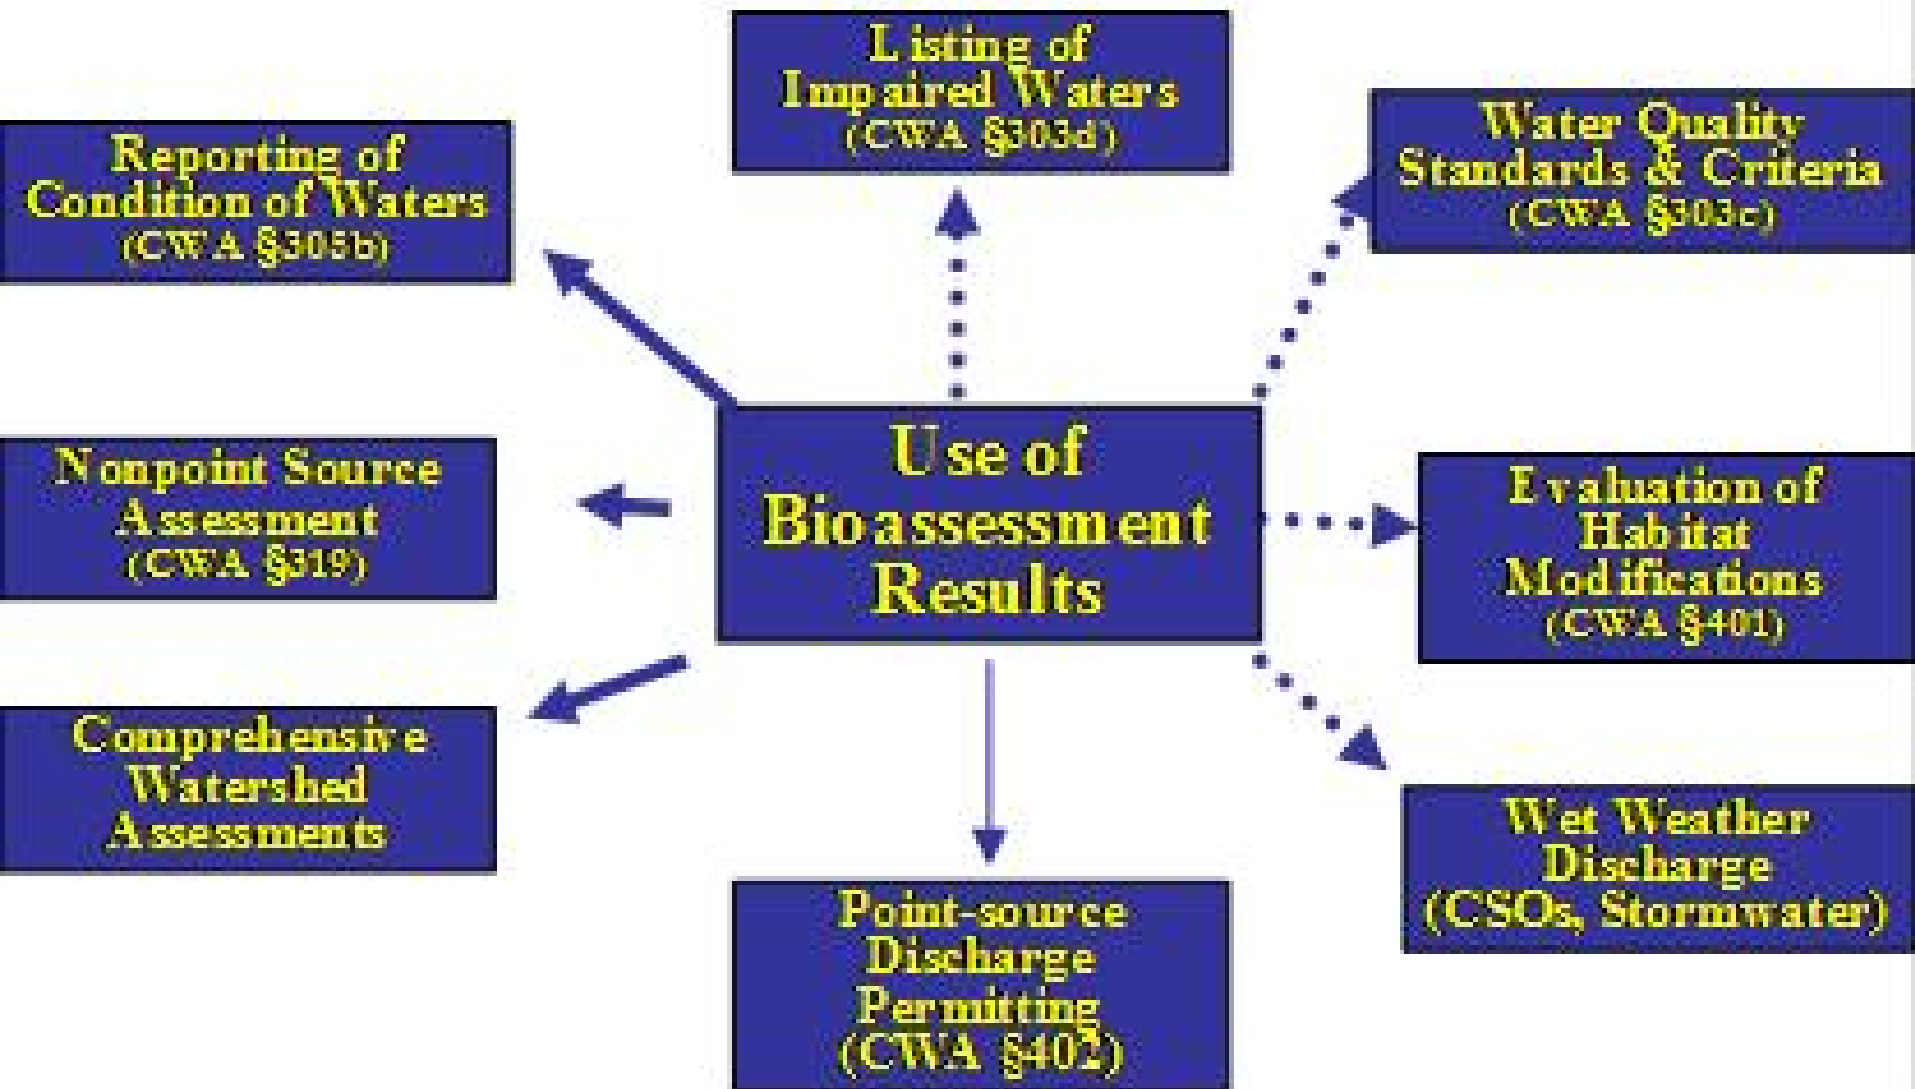 Listing of
Impaired Waters
(CWA §303d)
Water Quality
Standards & Criteria
(CWA §303c)
Reporting of
Condition of Waters
(CWA §305b)
Use of
Bioassessment
Results
Nonpoint Source
Assessment
(CWA §319)
Evaluation of
Habitat
Modifications
(CWA §401)
Comprehensive
Watershed
Assessments
Wet Weather
Discharge
(CSOs, Stormwater)
Point-source
Discharge
Permitting
(CWA §402)